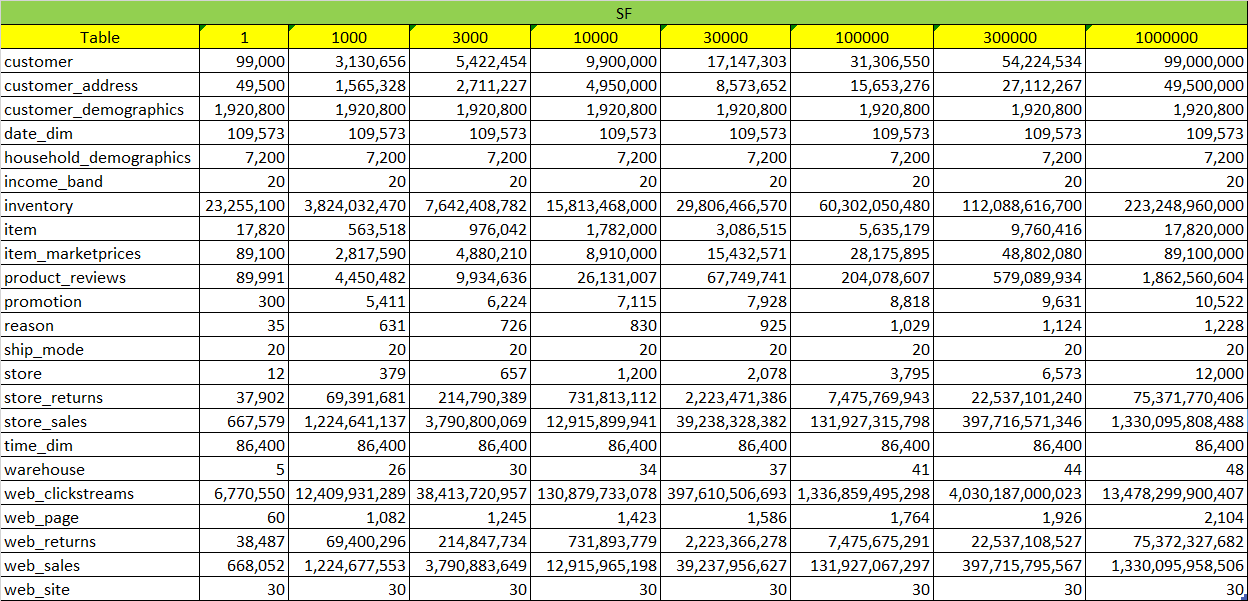 SF
Table 1 1000 3000 10000 30000 100000 300000 1000000
customer 99,000 3,130,656 5,422,454 9,900,000 17,147,303 31,306,550 54,224,534 99,000,000
customer_address 49,500 1,565,328 2,711,227 4,950,000 8,573,652 15,653,276 27,112,267 49,500,000
customer_demographics 1,920,800 1,920,800 1,920,800 1,920,800 1,920,800 1,920,800 1,920,800 1,920,800
date_dim 109,573 109,573 109,573 109,573 109,573 109,573 109,573 109,573
household_demographics 7,200 7,200 7,200 7,200 7,200 7,200 7,200 7,200
income_band 20 20 20 20 20 20 20 20
inventory 23,255,100 3,824,032,470 7,642,408,782 15,813,468,000 29,806,466,570 60,302,050,480 112,088,616,700 223,248,960,000
item 17,820 563,518 976,042 1,782,000 3,086,515 5,635,179 9,760,416 17,820,000
item_marketprices 89,100 2,817,590 4,880,210 8,910,000 15,432,571 28,175,895 48,802,080 89,100,000
product_reviews 89,991 4,450,482 9,934,636 26,131,007 67,749,741 204,078,607 579,089,934 1,862,560,604
promotion 300 5,411 6,224 7,115 7,928 8,818 9,631 10,522
reason 35 631 726 830 925 1,029 1,124 1,228
ship_mode 20 20 20 20 20 20 20 20
store 12 379 657 1,200 2,078 3,795 6,573 12,000
store_returns 37,902 69,391,681 214,790,389 731,813,112 2,223,471,386 7,475,769,943 22,537,101,240 75,371,770,406
store_sales 667,579 1,224,641,137 3,790,800,069 12,915,899,941 39,238,328,382 131,927,315,798 397,716,571,346 1,330,095,808,488
time_dim 86,400 86,400 86,400 86,400 86,400 86,400 86,400 86,400
warehouse 5 26 30 34 37 41 44 48
web_clickstreams 6,770,550 12,409,931,289 38,413,720,957 130,879,733,078 397,610,506,693 1,336,859,495,298 4,030,187,000,023 13,478,299,900,407
web_page 60 1,082 1,245 1,423 1,586 1,764 1,926 2,104
web_returns 38,487 69,400,296 214,847,734 731,893,779 2,223,366,278 7,475,675,291 22,537,108,527 75,372,327,682
web_sales 668,052 1,224,677,553 3,790,883,649 12,915,965,198 39,237,956,627 131,927,067,297 397,715,795,567 1,330,095,958,506
web_site 30 30 30 30 30 30 30 30